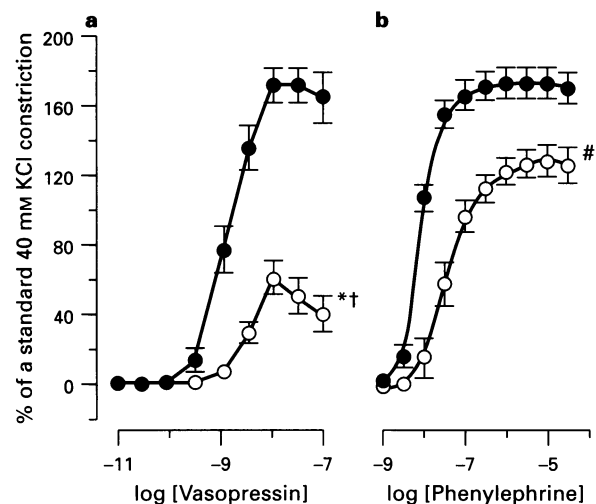 a
b
% of a standard 40 mM KCl constriction
200
160
120
80
40
0
*†
#
−11
−9
−7
−9
−7
−5
log [Vasopressin]
log [Phenylephrine]